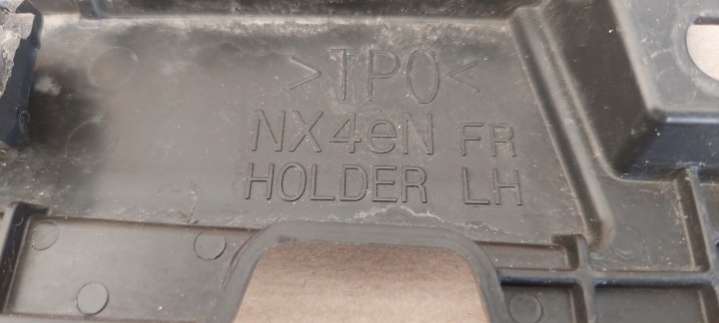 >TPO<
NX4eN FR
HOLDER LH